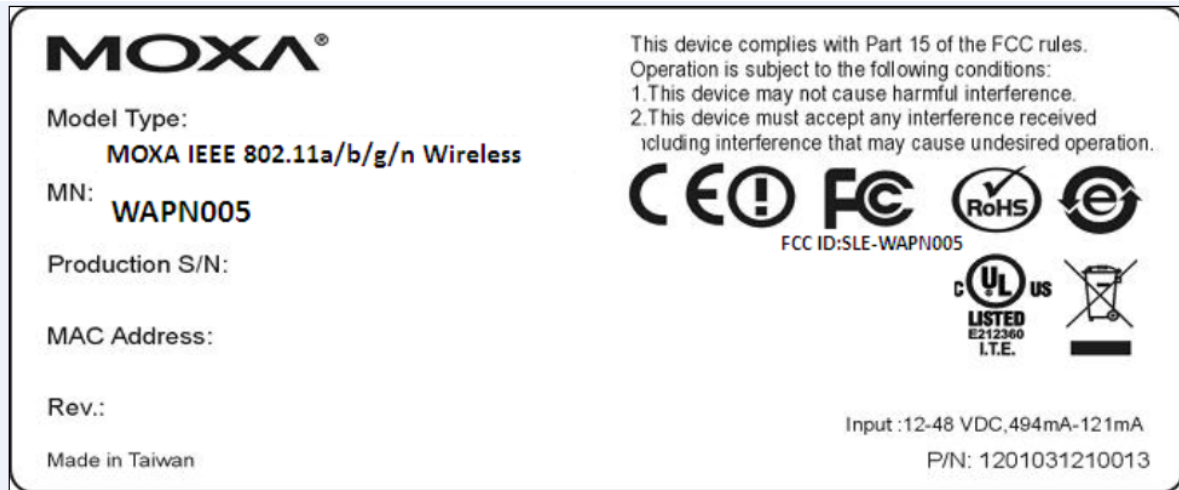 MOXA®
Model Type:
MOXA IEEE 802.11a/b/g/n Wireless
MN:
WAPN005
Production S/N:
MAC Address:
Rev.:
Made in Taiwan
This device complies with Part 15 of the FCC rules.
Operation is subject to the following conditions:
1.This device may not cause harmful interference.
2.This device must accept any interference received
ncluding interference that may cause undesired operation.
CE FC RoHS e
FCC ID:SLE-WAPN005
C UL US
LISTED
E212360
I.T.E.
Input :12-48 VDC,494mA-121mA
P/N: 1201031210013